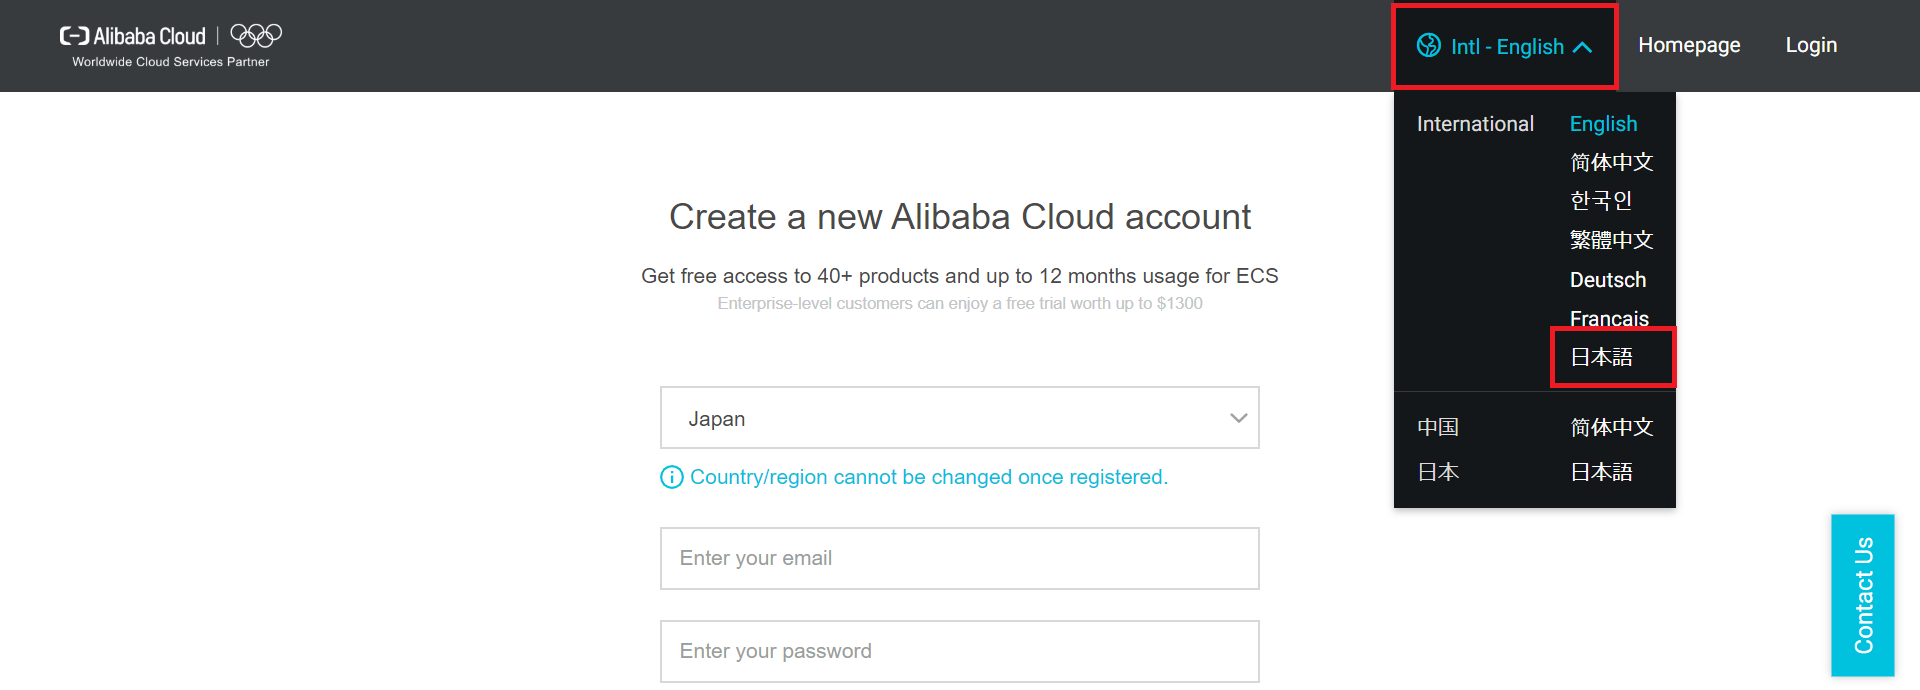 Alibaba Cloud
Worldwide Cloud Services Partner
Intl - English
Homepage
Login
International
English
简体中文
한국인
繁體中文
Deutsch
Francais
日本語
中国
简体中文
日本
日本語
Create a new Alibaba Cloud account
Get free access to 40+ products and up to 12 months usage for ECS
Enterprise-level customers can enjoy a free trial worth up to $1300
Japan
Country/region cannot be changed once registered.
Enter your email
Enter your password
Contact Us